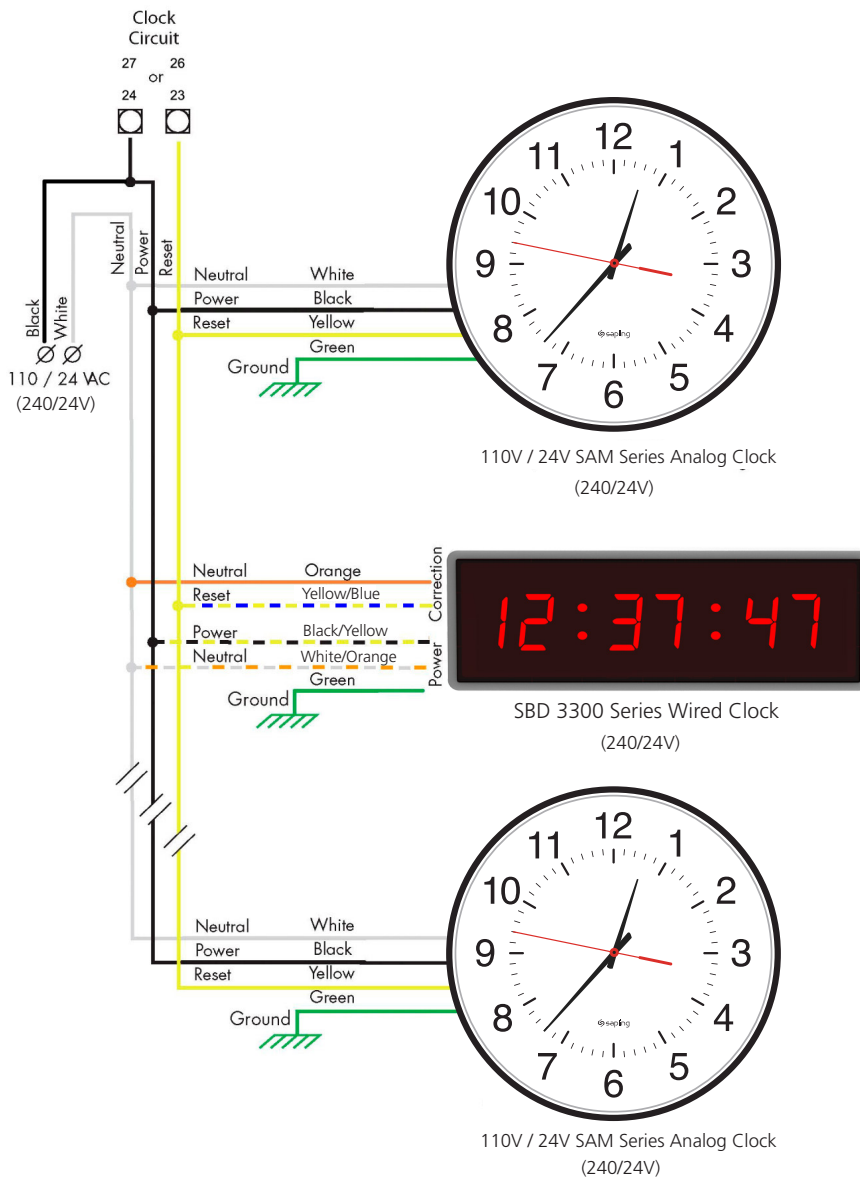 Clock
Circuit
27 26
or
24 23
Neutral
Power
Reset
Black
White
110 / 24 VAC
(240/24V)
Neutral White
Power Black
Reset Yellow
Green
Ground
12
1
2
3
4
5
6
7
8
9
10
11
sapling
110V / 24V SAM Series Analog Clock
(240/24V)
Neutral Orange
Reset Yellow/Blue
Correction
Power Black/Yellow
Neutral White/Orange
Power
Green
Ground
12:37:47
SBD 3300 Series Wired Clock
(240/24V)
Neutral White
Power Black
Reset Yellow
Green
Ground
12
1
2
3
4
5
6
7
8
9
10
11
sapling
110V / 24V SAM Series Analog Clock
(240/24V)